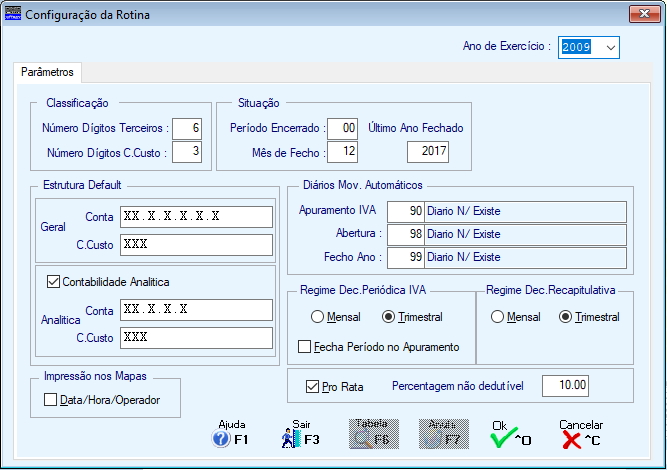 Configuração da Rotina
Ano de Exercício : 2009
Parâmetros
Classificação
Número Dígitos Terceiros : 6
Número Dígitos C.Custo : 3
Situação
Período Encerrado : 00 Último Ano Fechado
Mês de Fecho : 12 2017
Estrutura Default
Geral
Conta XX.X.X.X.X.X
C.Custo XXX
Contabilidade Analitica
Analitica
Conta XX.X.X.X
C.Custo XXX
Impressão nos Mapas
Data/Hora/Operador
Diários Mov. Automáticos
Apuramento IVA 90 Diario N/ Existe
Abertura : 98 Diario N/ Existe
Fecho Ano : 99 Diario N/ Existe
Regime Dec.Periódica IVA
Mensal Trimestral
Fecha Período no Apuramento
Regime Dec.Recapitulativa
Mensal Trimestral
Pro Rata Percentagem não dedutível 10.00
Ajuda F1
Sair F3
Tabela F6
Anula F7
Ok ^O
Cancelar ^C